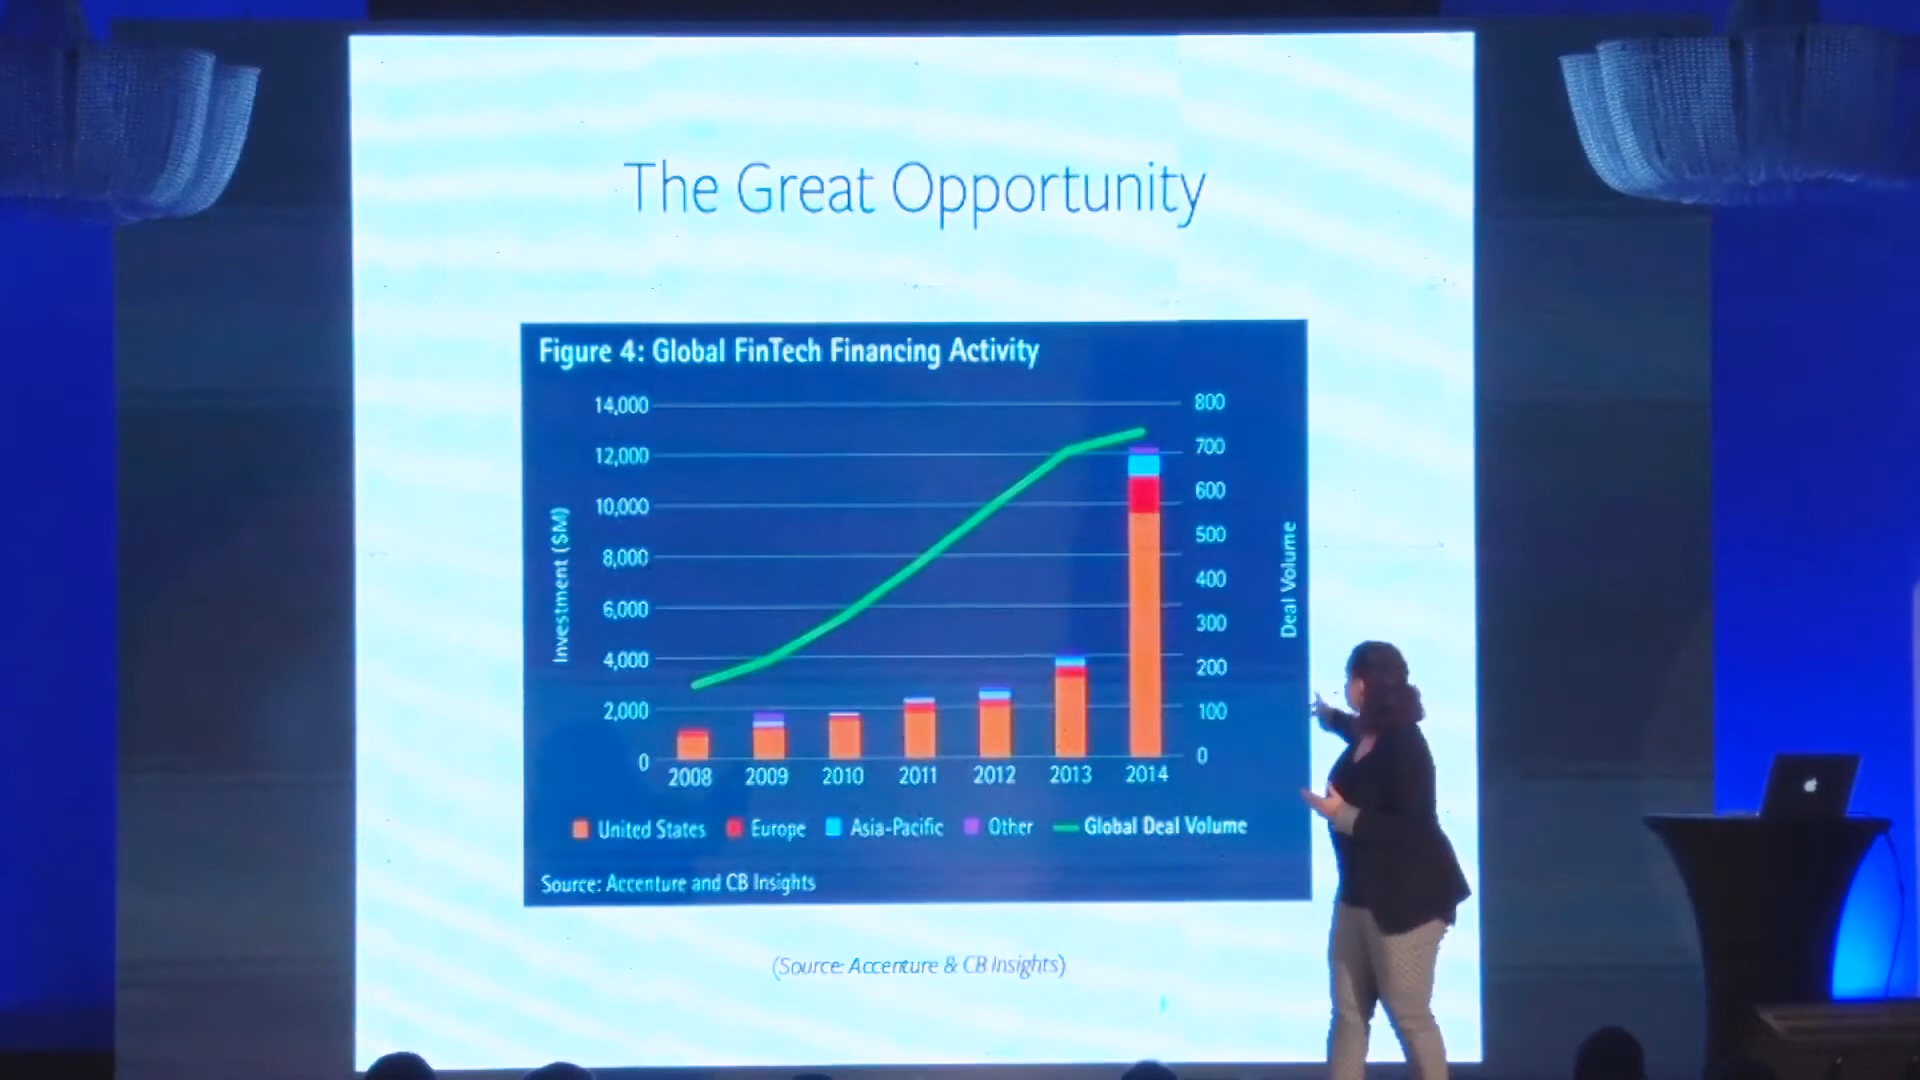 The Great Opportunity
Figure 4: Global FinTech Financing Activity
14,000
12,000
10,000
8,000
6,000
4,000
2,000
0
Investment ($M)
800
700
600
500
400
300
200
100
0
Deal Volume
2008 2009 2010 2011 2012 2013 2014
United States Europe Asia-Pacific Other Global Deal Volume
Source: Accenture and CB Insights
(Source: Accenture & CB Insights)